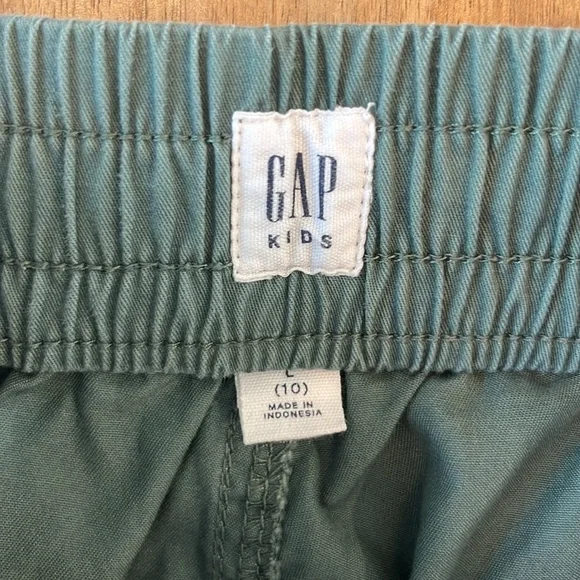 GAP
KIDS
L
(10)
MADE IN
INDONESIA